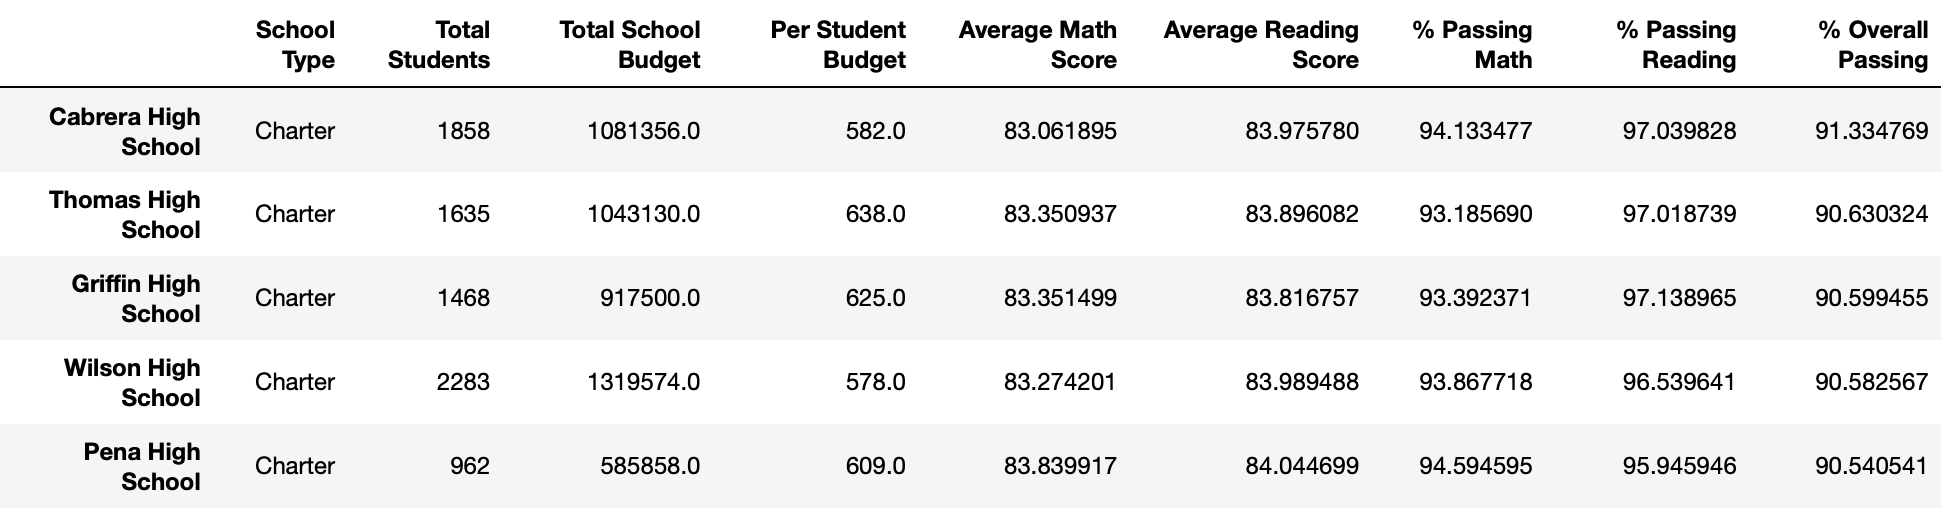 School Type Total Students Total School Budget Per Student Budget Average Math Score Average Reading Score % Passing Math % Passing Reading % Overall Passing
Cabrera High School Charter 1858 1081356.0 582.0 83.061895 83.975780 94.133477 97.039828 91.334769
Thomas High School Charter 1635 1043130.0 638.0 83.350937 83.896082 93.185690 97.018739 90.630324
Griffin High School Charter 1468 917500.0 625.0 83.351499 83.816757 93.392371 97.138965 90.599455
Wilson High School Charter 2283 1319574.0 578.0 83.274201 83.989488 93.867718 96.539641 90.582567
Pena High School Charter 962 585858.0 609.0 83.839917 84.044699 94.594595 95.945946 90.540541